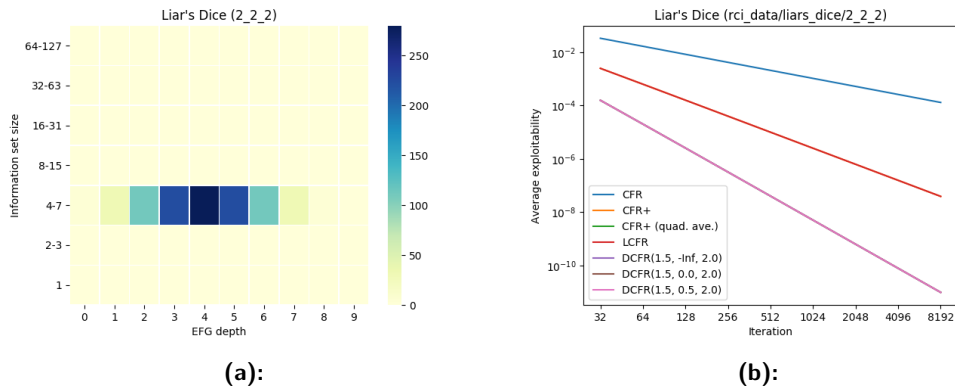 Liar's Dice (2_2_2)
Information set size
64-127
32-63
16-31
8-15
4-7
2-3
1
0 1 2 3 4 5 6 7 8 9
EFG depth
250
200
150
100
50
0
(a):
Liar's Dice (rci_data/liars_dice/2_2_2)
Average exploitability
10−2
10−4
10−6
10−8
10−10
CFR
CFR+
CFR+ (quad. ave.)
LCFR
DCFR(1.5, -Inf, 2.0)
DCFR(1.5, 0.0, 2.0)
DCFR(1.5, 0.5, 2.0)
32 64 128 256 512 1024 2048 4096 8192
Iteration
(b):